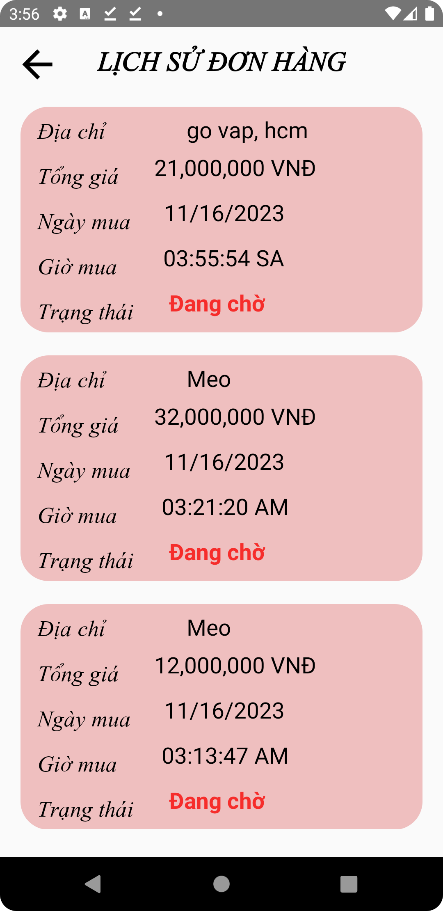 3:56
LỊCH SỬ ĐƠN HÀNG
Địa chỉ go vap, hcm
Tổng giá 21,000,000 VNĐ
Ngày mua 11/16/2023
Giờ mua 03:55:54 SA
Trạng thái Đang chờ
Địa chỉ Meo
Tổng giá 32,000,000 VNĐ
Ngày mua 11/16/2023
Giờ mua 03:21:20 AM
Trạng thái Đang chờ
Địa chỉ Meo
Tổng giá 12,000,000 VNĐ
Ngày mua 11/16/2023
Giờ mua 03:13:47 AM
Trạng thái Đang chờ